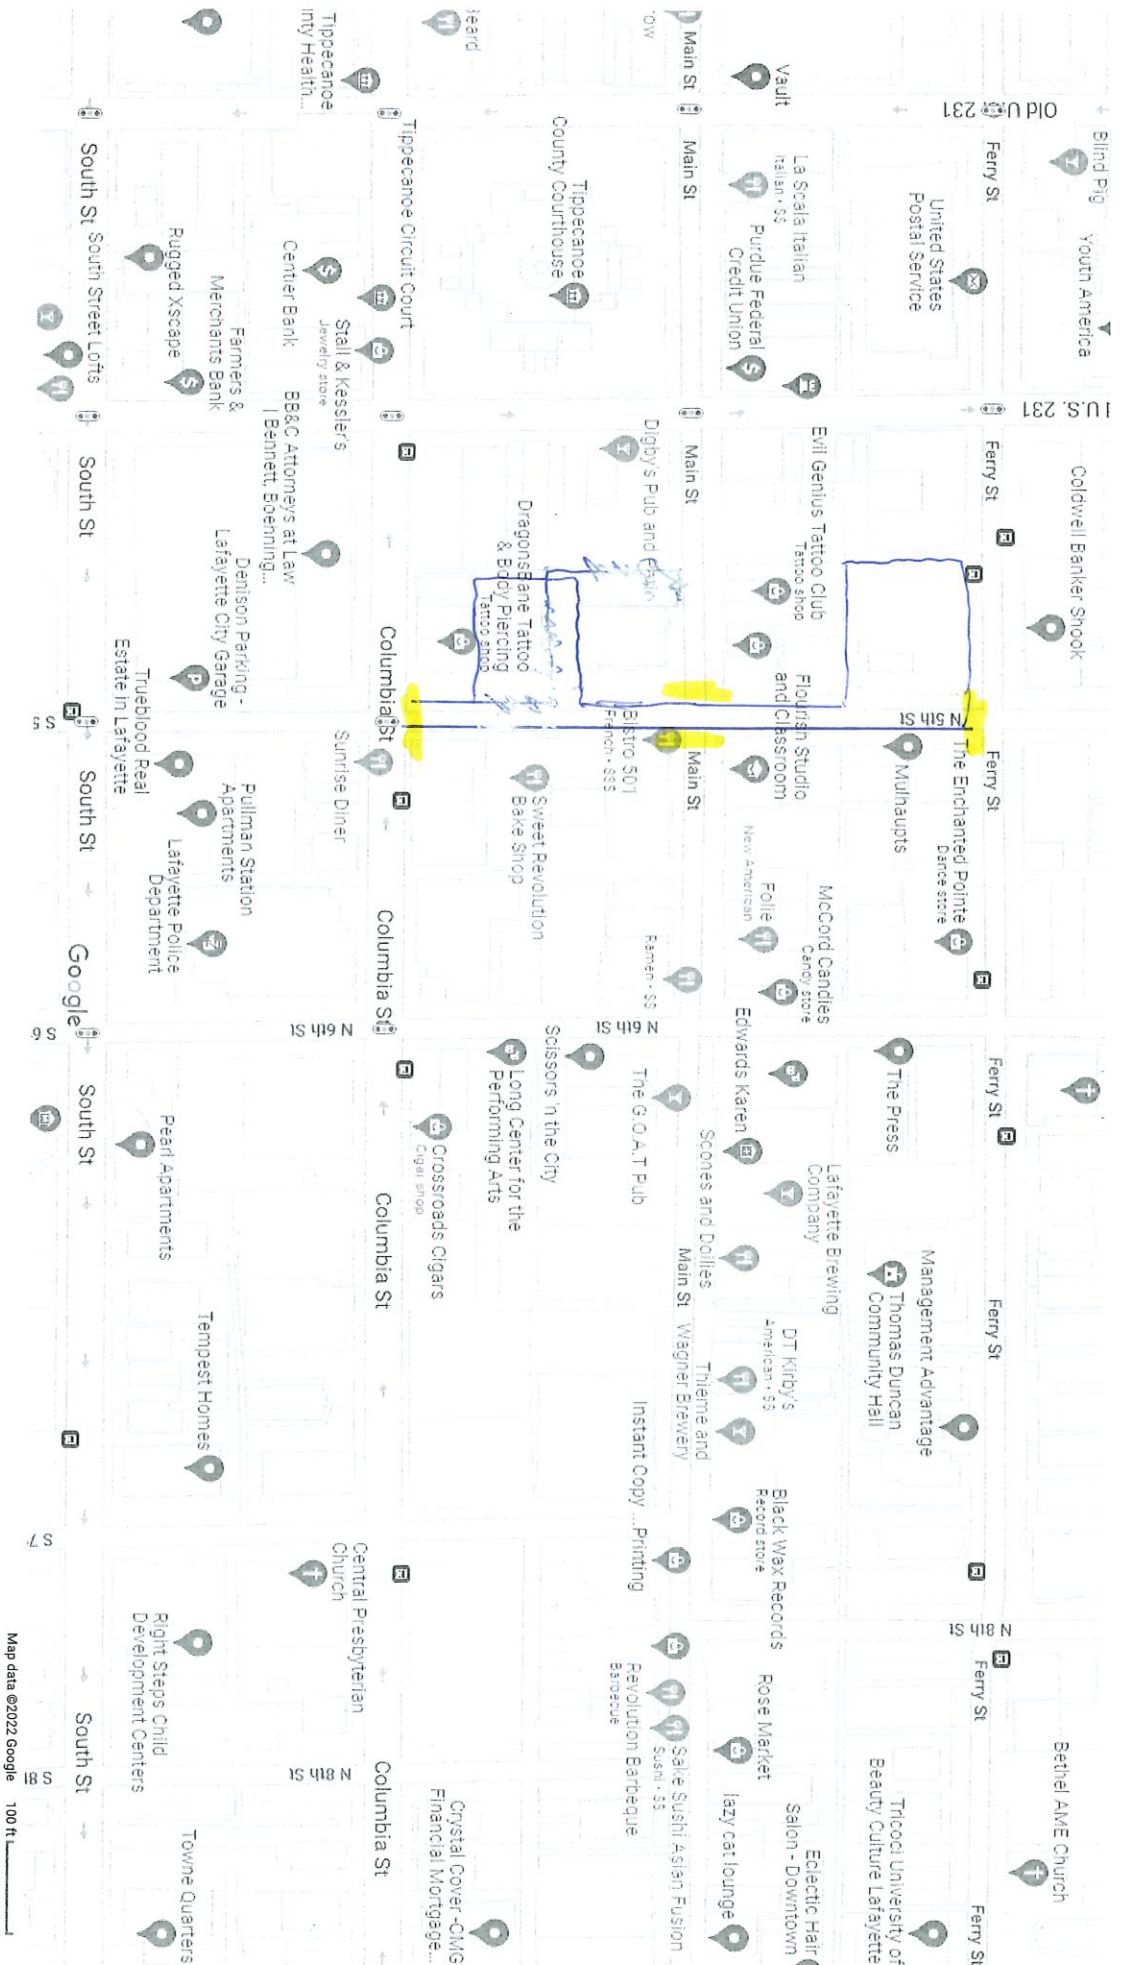 Blind Pig
Youth America
Coldwell Banker Shook
Bethel AME Church
Old U.S. 231
Ferry St
U.S. 231
Ferry St
Ferry St
Ferry St
Ferry St
N 8th St
Ferry St
Ferry St
United States
Postal Service
N 5th St
The Enchanted Pointe
Dance store
Mulhaupts
The Press
Management Advantage
Thomas Duncan
Community Hall
Tricoci University of
Beauty Culture Lafayette
Vault
La Scala Italian
Italian • $$
Purdue Federal
Credit Union
Evil Genius Tattoo Club
Tattoo shop
Flourish Studio
and Classroom
McCord Candies
Candy store
Folie
New American
Edwards Karen
Lafayette Brewing
Company
Scones and Doilies
DT Kirby's
American • $$
Thieme and
Wagner Brewery
Black Wax Records
Record store
Rose Market
lazy cat lounge
Eclectic Hair
Salon - Downtown
Main St
Main St
Main St
Main St
Main St
Beard
Tippecanoe
County Courthouse
Digby's Pub and
Bistro 501
French • $$$
Ramen • $$
N 6th St
The G.O.A.T Pub
Instant Copy ...Printing
Revolution Barbeque
Barbeque
Sake Sushi Asian Fusion
Sushi • $$
DragonsBane Tattoo
& Body Piercing
Tattoo shop
Sweet Revolution
Bake Shop
Scissors 'n the City
Long Center for the
Performing Arts
Crossroads Cigars
Cigar shop
Crystal Cover -CMG
Financial Mortgage...
Tippecanoe Circuit Court
Columbia St
Columbia St
Columbia St
Columbia St
Tippecanoe
nty Health...
Stall & Kessler's
Jewelry store
Centier Bank
BB&C Attorneys at Law
| Bennett, Boehning...
Sunrise Diner
N 6th St
Central Presbyterian
Church
N 8th St
Farmers &
Merchants Bank
Rugged Xscape
Denison Parking -
Lafayette City Garage
Trueblood Real
Estate in Lafayette
Pullman Station
Apartments
Lafayette Police
Department
Pearl Apartments
Tempest Homes
Right Steps Child
Development Centers
Towne Quarters
South St
South Street Lofts
South St
South St
Google
South St
South St
S 5
S 6
S 7
S 8t
Map data ©2022 Google
100 ft